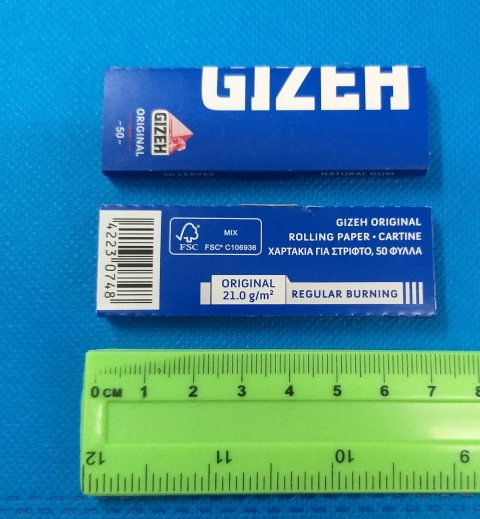 GIZEH
GIZEH
ORIGINAL
-50-
50 LEAVES
NATURAL GUM
4223 0748
FSC
MIX
FSC® C106936
GIZEH ORIGINAL
ROLLING PAPER • CARTINE
ΧΑΡΤΑΚΙΑ ΓΙΑ ΣΤΡΙΦΤΟ, 50 ΦΥΛΛΑ
ORIGINAL
21.0 g/m²
REGULAR BURNING
0 CM 1 2 3 4 5 6 7 8
12 11 10 9